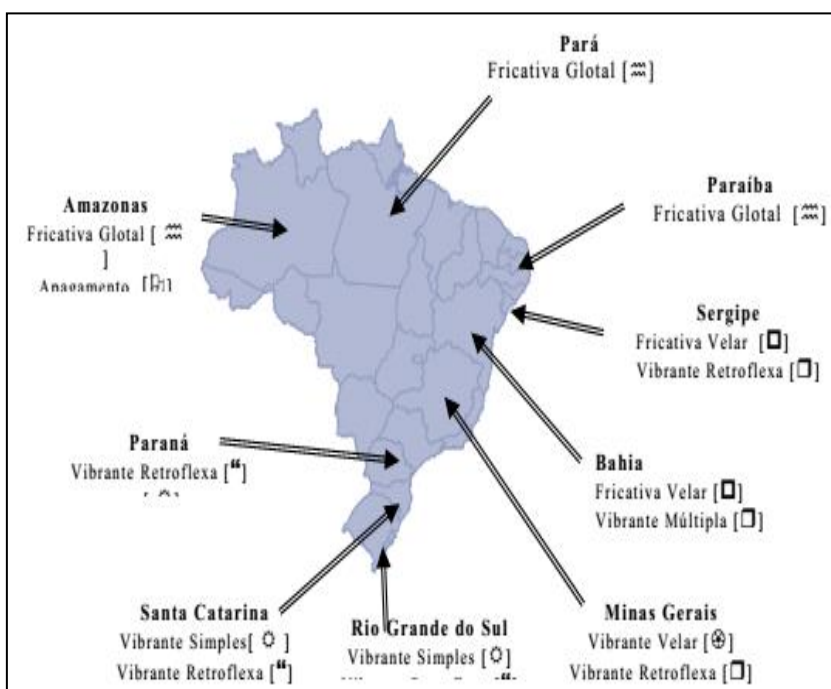 Pará
Fricativa Glotal [♒]
Amazonas
Fricativa Glotal [ ♒
]
Apagamento
Paraíba
Fricativa Glotal [♒]
Sergipe
Fricativa Velar [◘]
Vibrante Retroflexa [❒]
Paraná
Vibrante Retroflexa [❝]
Bahia
Fricativa Velar [◘]
Vibrante Múltipla [❒]
Santa Catarina
Vibrante Simples[ ☼ ]
Vibrante Retroflexa [❝]
Rio Grande do Sul
Vibrante Simples [☼]
Minas Gerais
Vibrante Velar [⊛]
Vibrante Retroflexa [❒]